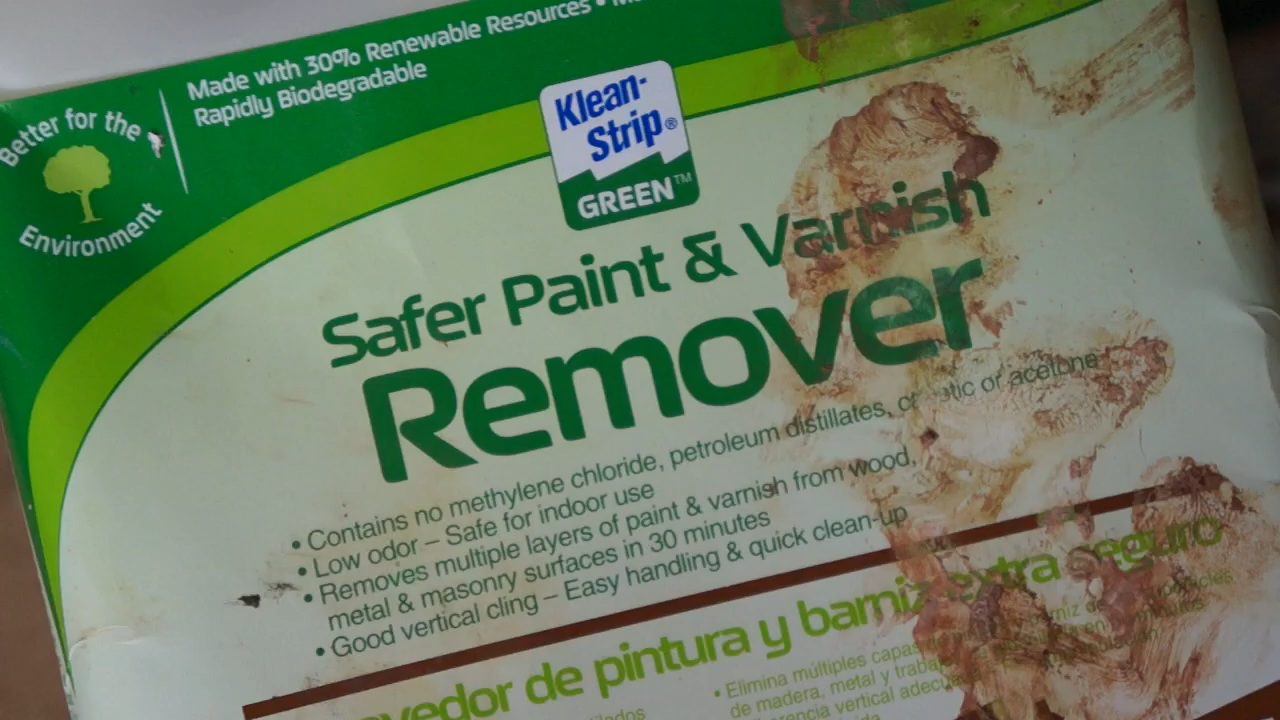 Made with 30% Renewable Resources •
Rapidly Biodegradable
Better for the
Environment
Klean-
Strip®
GREEN™
Safer Paint & Varnish
Remover
• Contains no methylene chloride, petroleum distillates, or acetone
• Low odor – Safe for indoor use
• Removes multiple layers of paint & varnish from wood,
metal & masonry surfaces in 30 minutes
• Good vertical cling – Easy handling & quick clean-up
de pintura y barniz extra seguro
• Elimina múltiples capas
de madera, metal y
vertical